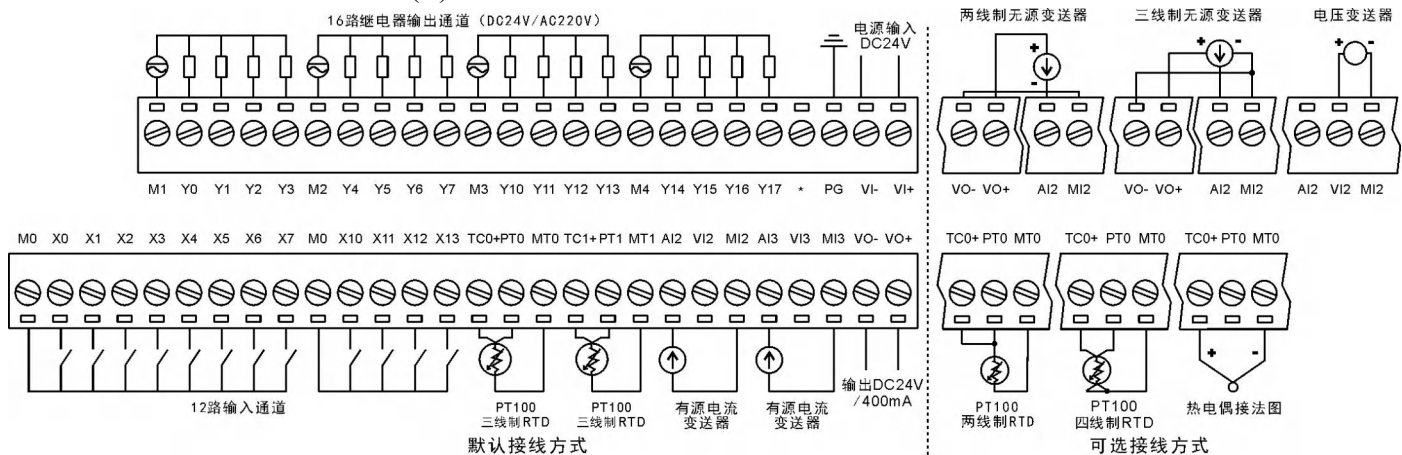 16路继电器输出通道（DC24V/AC220V）
电源输入
DC24V
两线制无源变送器
三线制无源变送器
电压变送器
+
-
+ -
+ -
M1 Y0 Y1 Y2 Y3 M2 Y4 Y5 Y6 Y7 M3 Y10 Y11 Y12 Y13 M4 Y14 Y15 Y16 Y17 * PG VI- VI+
VO- VO+ AI2 MI2
VO- VO+ AI2 MI2
AI2 VI2 MI2
M0 X0 X1 X2 X3 X4 X5 X6 X7 M0 X10 X11 X12 X13 TC0+ PT0 MT0 TC1+ PT1 MT1 AI2 VI2 MI2 AI3 VI3 MI3 VO- VO+
TC0+ PT0 MT0
TC0+ PT0 MT0
TC0+ PT0 MT0
12路输入通道
PT100
三线制RTD
PT100
三线制RTD
有源电流
变送器
有源电流
变送器
输出DC24V
/400mA
PT100
两线制RTD
PT100
四线制RTD
+ -
热电偶接法图
默认接线方式
可选接线方式